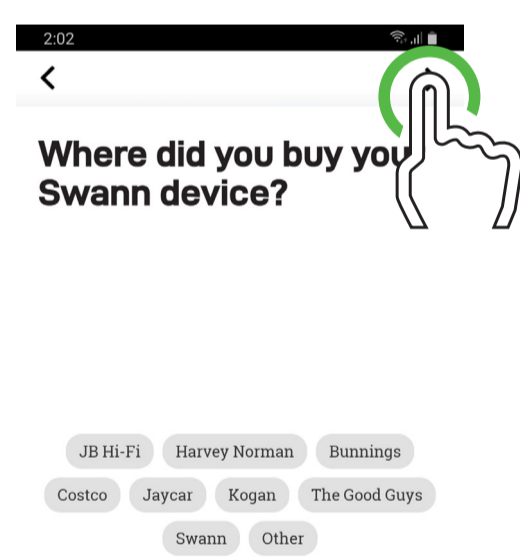 2:02
Where did you buy you
Swann device?
JB Hi-Fi Harvey Norman Bunnings
Costco Jaycar Kogan The Good Guys
Swann Other